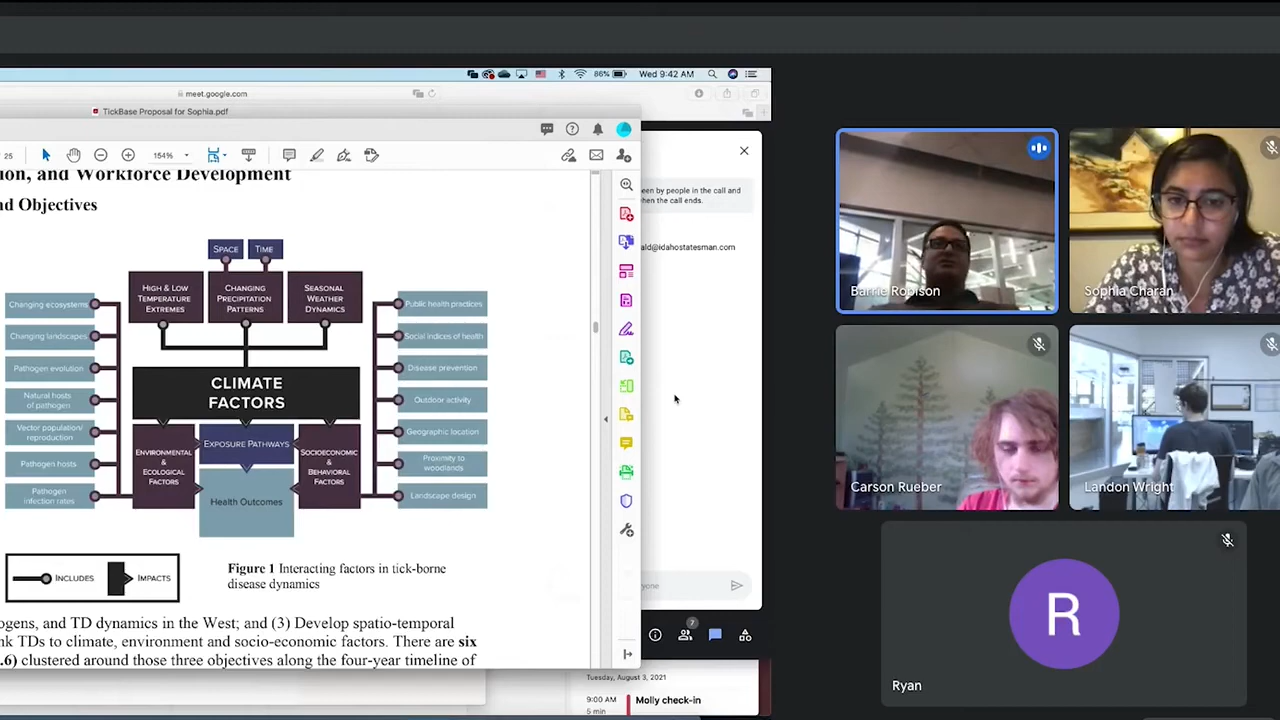 86%
Wed 9:42 AM
meet.google.com
TickBase Proposal for Sophia.pdf
25
154%
ion, and Workforce Development
nd Objectives
SPACE
TIME
HIGH & LOW
TEMPERATURE
EXTREMES
CHANGING
PRECIPITATION
PATTERNS
SEASONAL
WEATHER
DYNAMICS
Changing ecosystems
Changing landscapes
Pathogen evolution
Natural hosts
of pathogen
Vector population/
reproduction
Pathogen hosts
Pathogen
infection rates
CLIMATE
FACTORS
ENVIRONMENTAL
&
ECOLOGICAL
FACTORS
EXPOSURE PATHWAYS
Health Outcomes
SOCIOECONOMIC
&
BEHAVIORAL
FACTORS
Public health practices
Social indices of health
Disease prevention
Outdoor activity
Geographic location
Proximity to
woodlands
Landscape design
INCLUDES
IMPACTS
Figure 1 Interacting factors in tick-borne
disease dynamics
ogens, and TD dynamics in the West; and (3) Develop spatio-temporal
nk TDs to climate, environment and socio-economic factors. There are six
.6) clustered around those three objectives along the four-year timeline of
een by people in the call and
hen the call ends.
ald@idahostatesman.com
yone
7
Tuesday, August 3, 2021
9:00 AM
5 min
Molly check-in
Barrie Robison
Sophia Charan
Carson Rueber
Landon Wright
R
Ryan